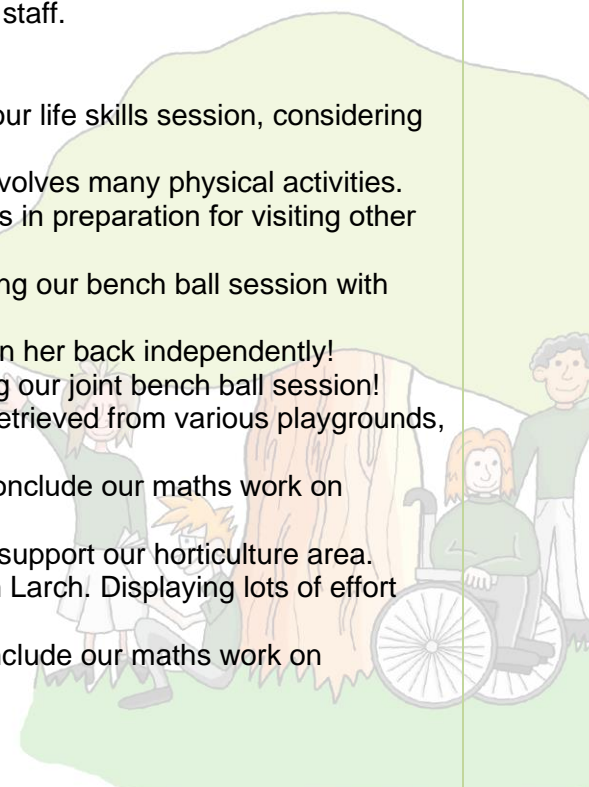 staff.
our life skills session, considering
volves many physical activities.
s in preparation for visiting other
ng our bench ball session with
n her back independently!
g our joint bench ball session!
etrieved from various playgrounds,
onclude our maths work on
support our horticulture area.
n Larch. Displaying lots of effort
nclude our maths work on